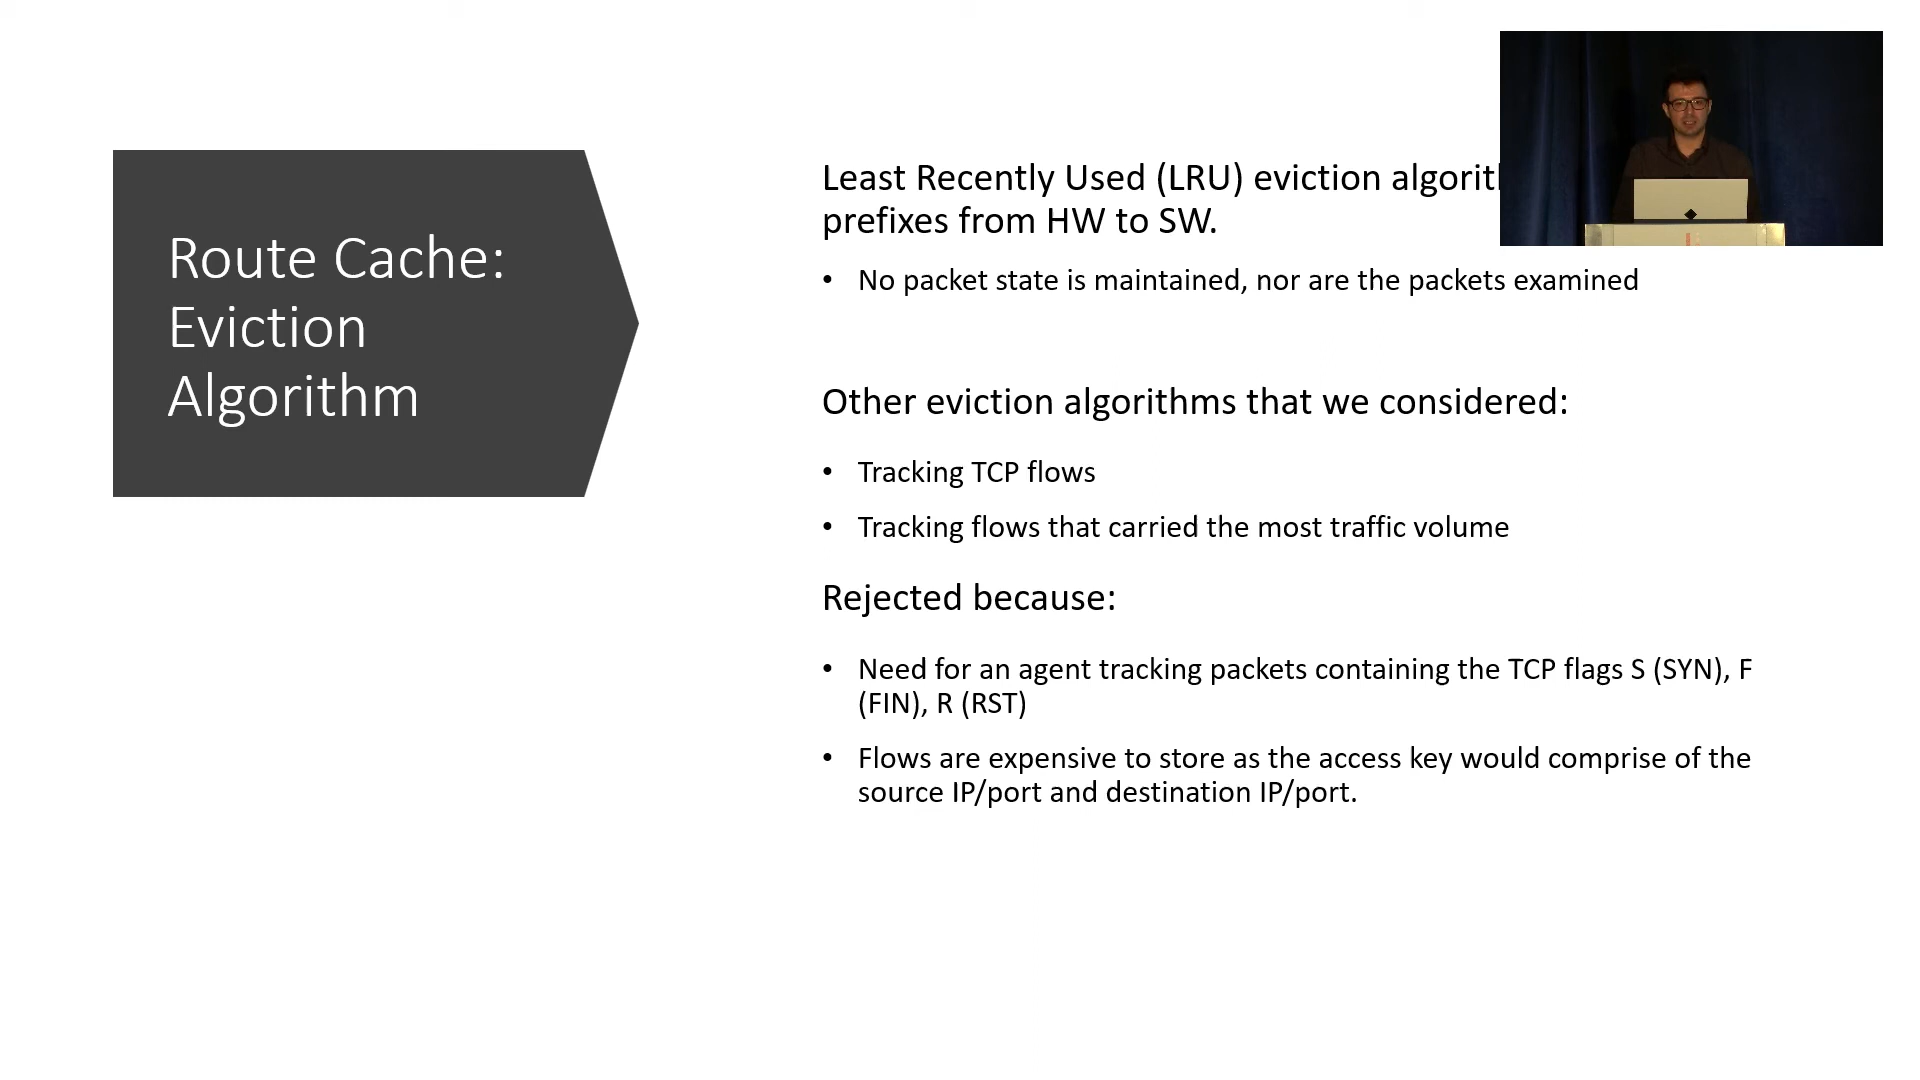 Route Cache:
Eviction
Algorithm
Least Recently Used (LRU) eviction
prefixes from HW to SW.
• No packet state is maintained, nor are the packets examined
Other eviction algorithms that we considered:
• Tracking TCP flows
• Tracking flows that carried the most traffic volume
Rejected because:
• Need for an agent tracking packets containing the TCP flags S (SYN), F
(FIN), R (RST)
• Flows are expensive to store as the access key would comprise of the
source IP/port and destination IP/port.